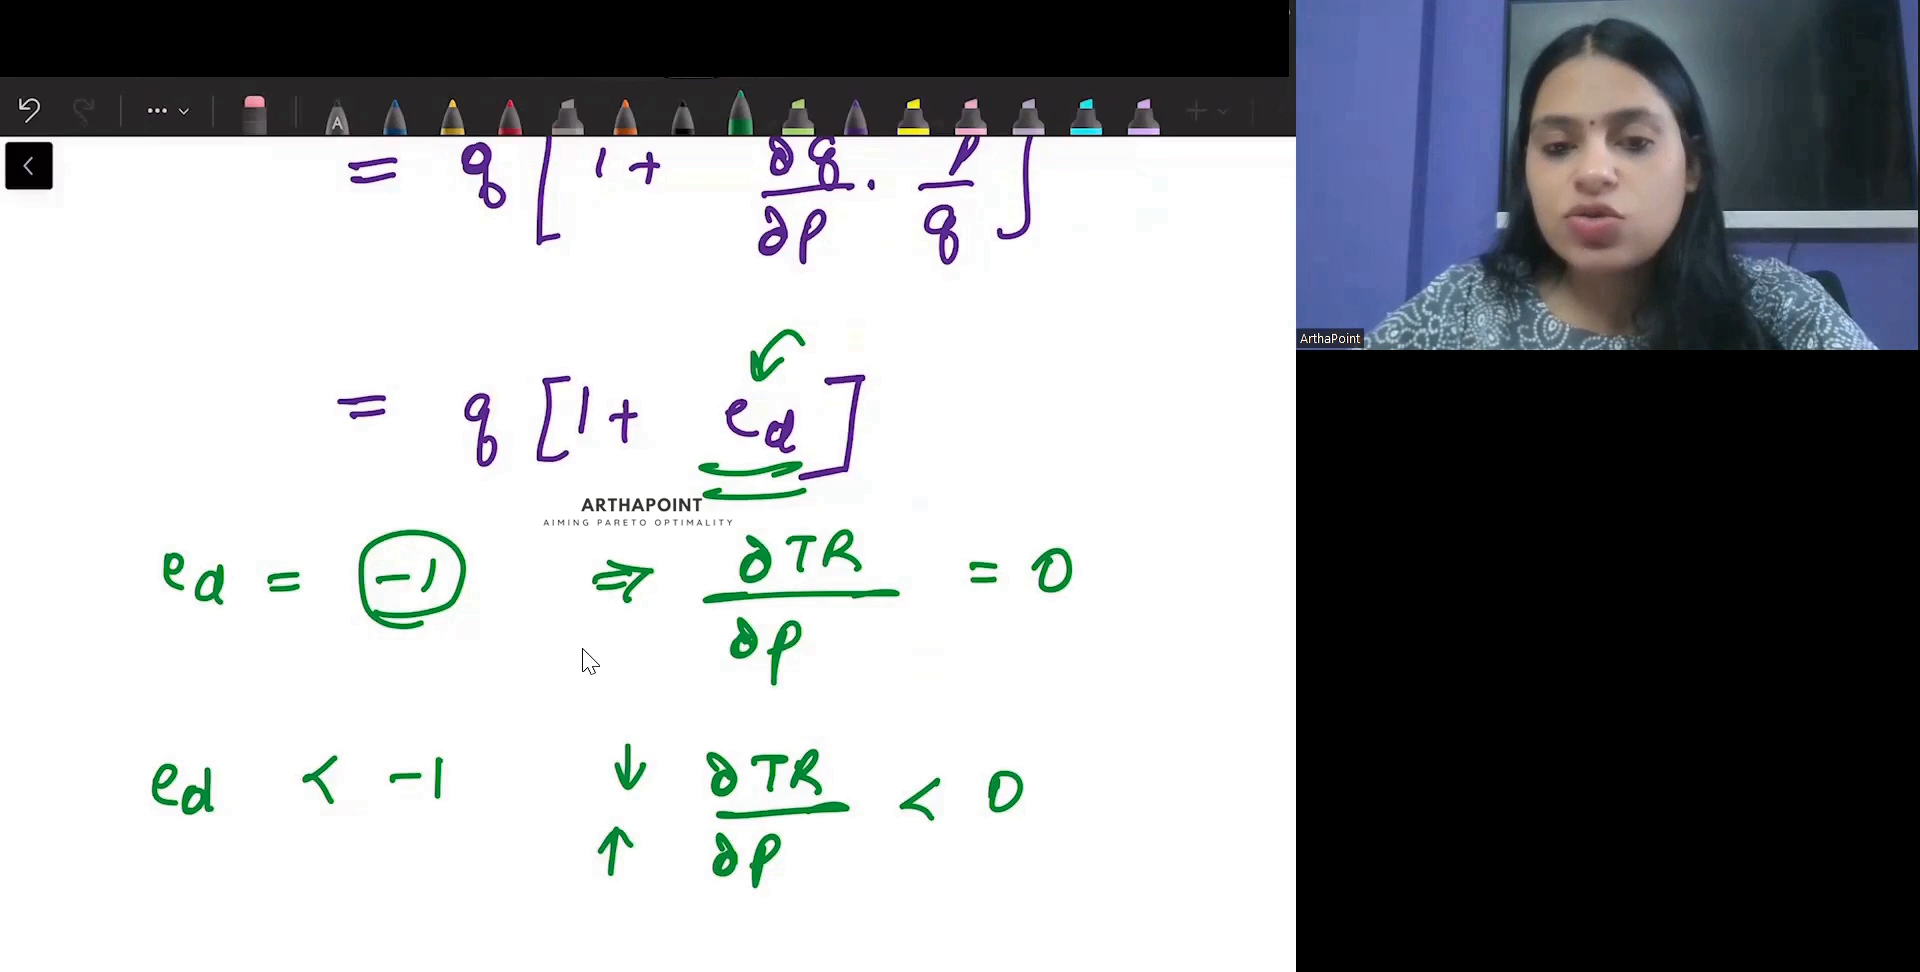 = q [ 1 + ∂q/∂p . p/q ]
= q [ 1 + ed ]
ARTHAPOINT
AIMING PARETO OPTIMALITY
ed = -1 ⇒ ∂TR/∂p = 0
ed < -1 ↓ ↑ ∂TR/∂p < 0
A
ArthaPoint